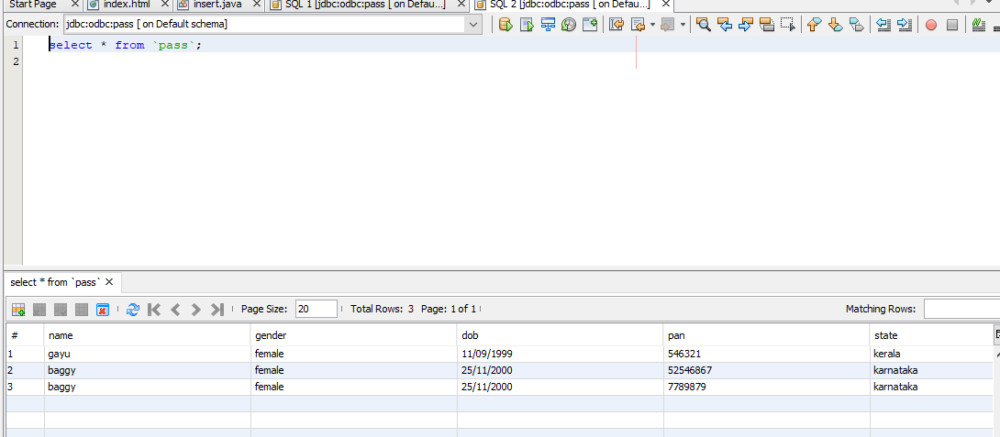 Start Page index.html insert.java SQL 1 [jdbc:odbc:pass [ on Defau...] SQL 2 [jdbc:odbc:pass [ on Defau...]
Connection: jdbc:odbc:pass [ on Default schema]
1 select * from `pass`;
2
select * from `pass`
Page Size: 20 Total Rows: 3 Page: 1 of 1 Matching Rows:
# name gender dob pan state
1 gayu female 11/09/1999 546321 kerala
2 baggy female 25/11/2000 52546867 karnataka
3 baggy female 25/11/2000 7789879 karnataka